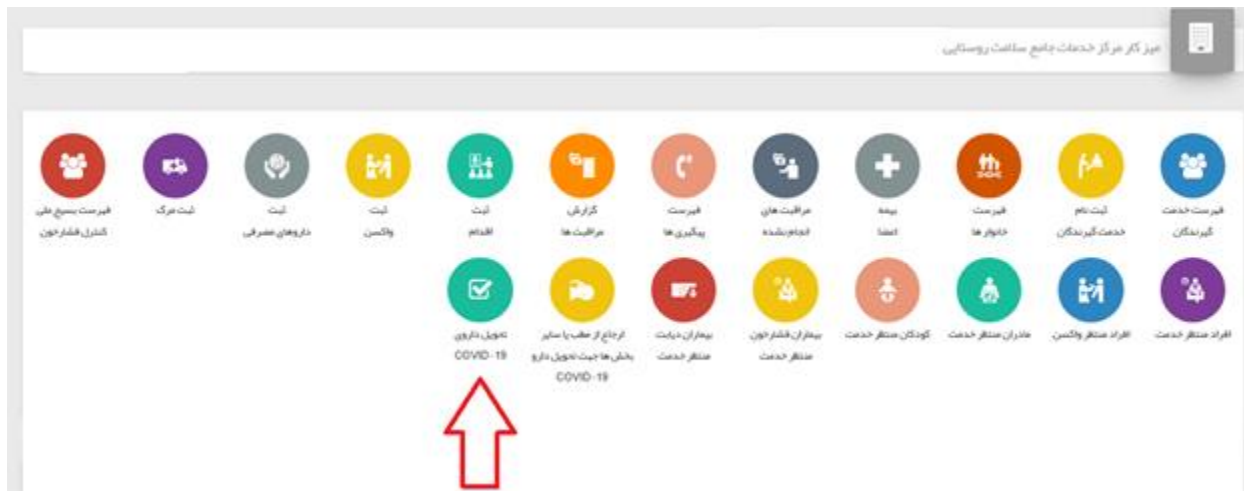 میز کار مرکز خدمات جامع سلامت روستایی
فهرست خدمت
گیرندگان
ثبت نام
خدمت گیرندگان
فهرست
خانوار ها
بیمه
اعضا
مراقبت های
انجام نشده
فهرست
پیگیری ها
گزارش
مراقبت ها
ثبت
اقدام
ثبت
واکسن
ثبت
داروهای مصرفی
ثبت مرگ
فهرست بسیج ملی
کنترل فشارخون
افراد منتظر خدمت
افراد منتظر واکسن
مادران منتظر خدمت
کودکان منتظر خدمت
بیماران فشارخون
منتظر خدمت
بیماران دیابت
منتظر خدمت
ارجاع از مطب یا سایر
بخش ها جهت تحویل دارو
COVID-19
تحویل داروی
COVID-19